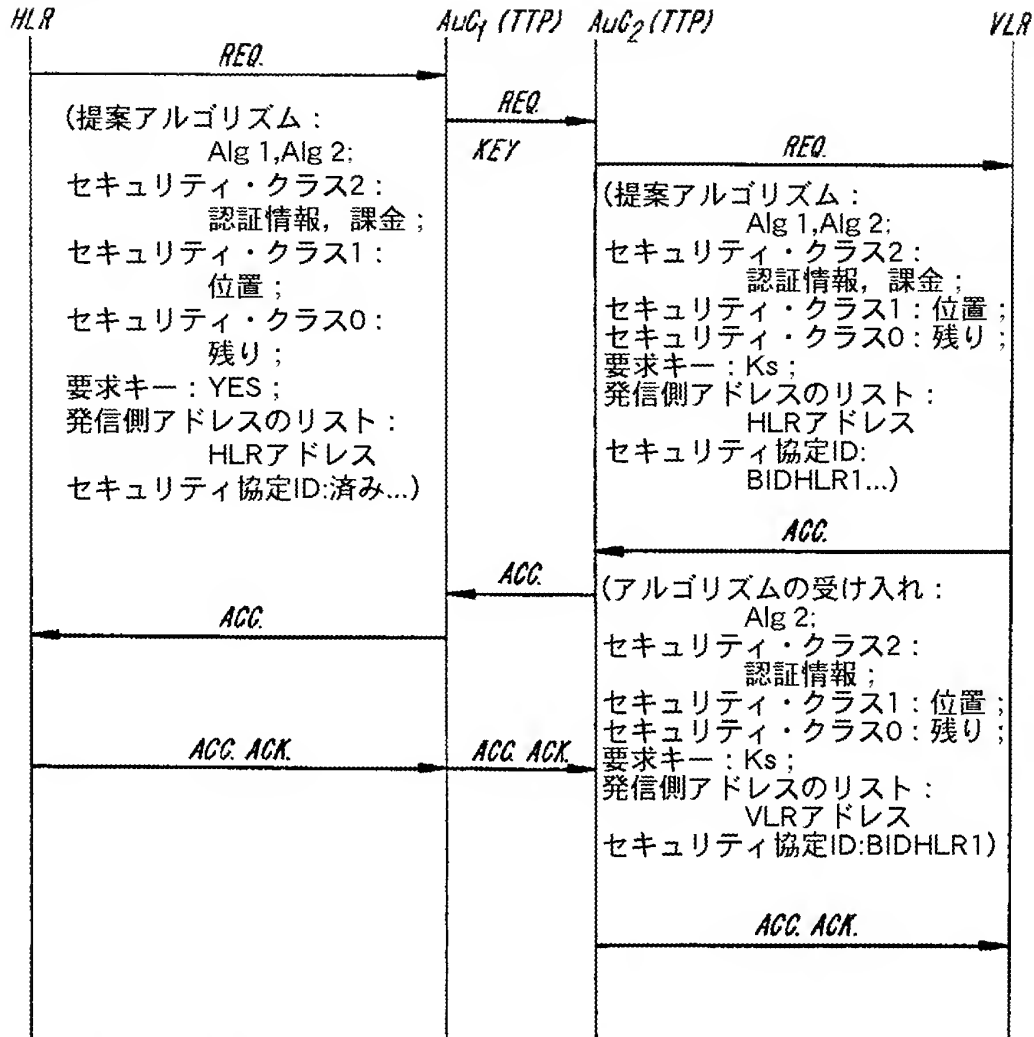 HLR
AuC1 (TTP)
AuC2 (TTP)
VLR
REQ.
(提案アルゴリズム：
Alg 1,Alg 2;
セキュリティ・クラス2：
認証情報，課金；
セキュリティ・クラス1：
位置；
セキュリティ・クラス0：
残り；
要求キー：YES；
発信側アドレスのリスト：
HLRアドレス
セキュリティ協定ID:済み...)
REQ.
KEY
REQ.
(提案アルゴリズム：
Alg 1,Alg 2;
セキュリティ・クラス2：
認証情報，課金；
セキュリティ・クラス1：位置；
セキュリティ・クラス0：残り；
要求キー：Ks；
発信側アドレスのリスト：
HLRアドレス
セキュリティ協定ID:
BIDHLR1...)
ACC.
ACC.
ACC.
(アルゴリズムの受け入れ：
Alg 2;
セキュリティ・クラス2：
認証情報；
セキュリティ・クラス1：位置；
セキュリティ・クラス0：残り；
要求キー：Ks；
発信側アドレスのリスト：
VLRアドレス
セキュリティ協定ID:BIDHLR1)
ACC. ACK.
ACC. ACK.
ACC. ACK.